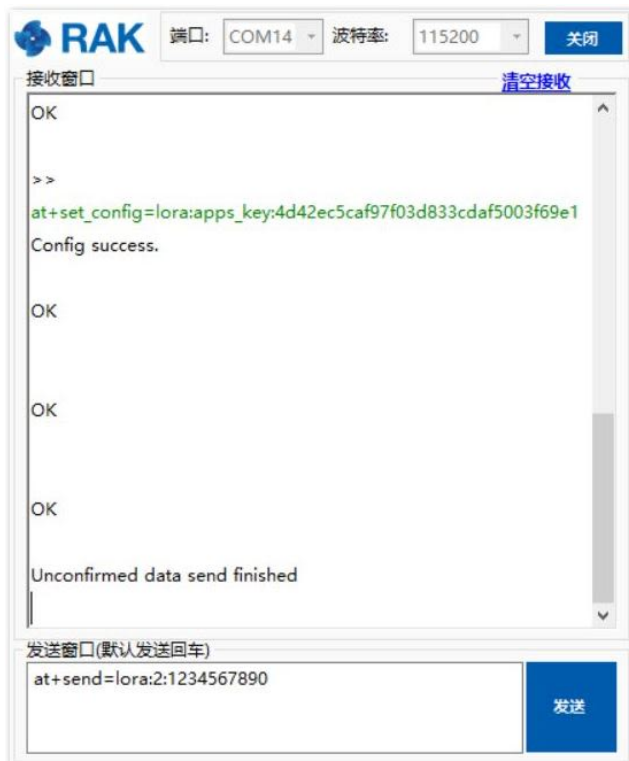 RAK 端口: COM14 波特率: 115200 关闭
接收窗口 清空接收
OK
>>
at+set_config=lora:apps_key:4d42ec5caf97f03d833cdaf5003f69e1
Config success.
OK
OK
OK
Unconfirmed data send finished
发送窗口(默认发送回车)
at+send=lora:2:1234567890
发送